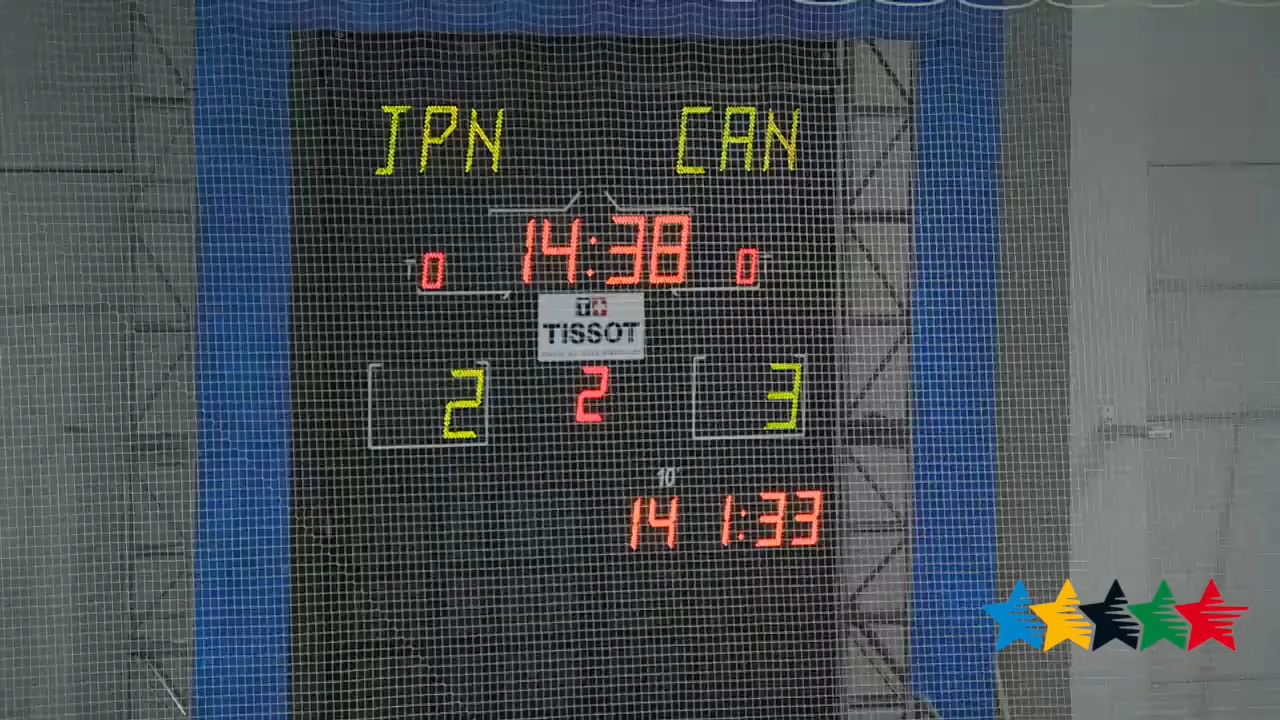 JPN CAN
14:38
T 0 0 T
T+
TISSOT
2 2 3
10'
14 1:33